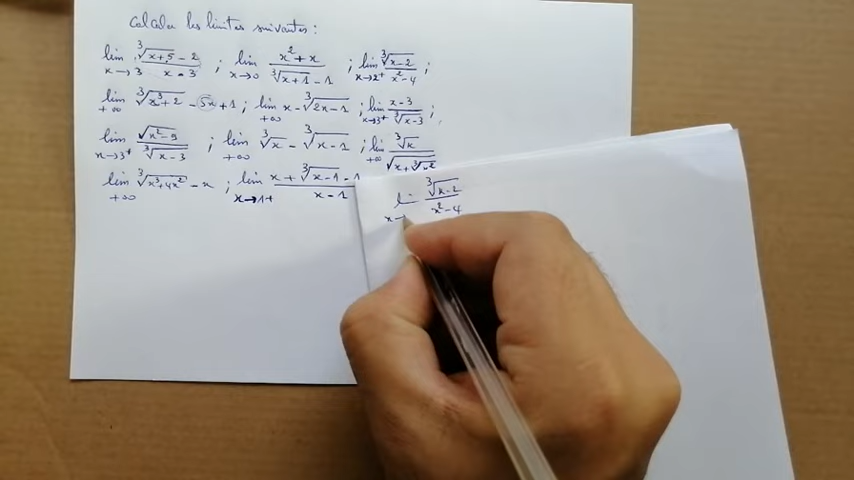 Calculer les limites suivantes :
lim x→3 ∛(x+5) - 2 / x-3 ; lim x→0 x²+x / ∛(x+1) - 1 ; lim x→2⁺ ∛(x-2) / x²-4 ;
lim +∞ ∛(x³+2) - 5x+1 ; lim +∞ x - ∛(2x-1) ; lim x→3⁺ x-3 / ∛(x-3) ;
lim x→3⁺ √(x²-9) / ∛(x-3) ; lim +∞ ∛x - ∛(x-1) ; lim +∞ ∛x / √(x+∛x²)
lim +∞ ∛(x³+4x²) - x ; lim x→1+ x + ∛(x-1) - 1 / x-1
lim x→ ∛(x-2) / x²-4